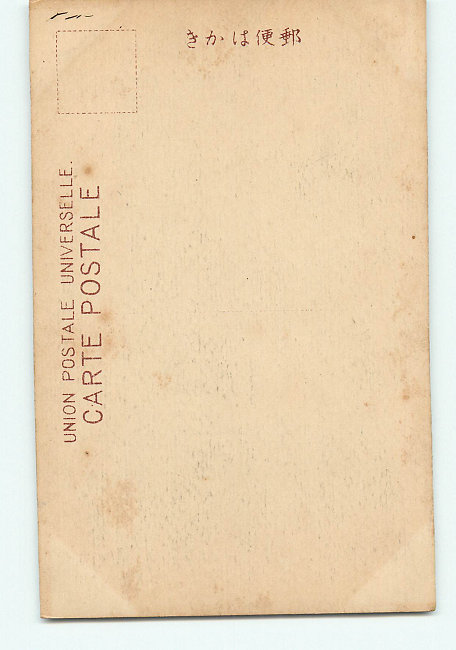 郵便はかき
UNION POSTALE UNIVERSELLE.
CARTE POSTALE